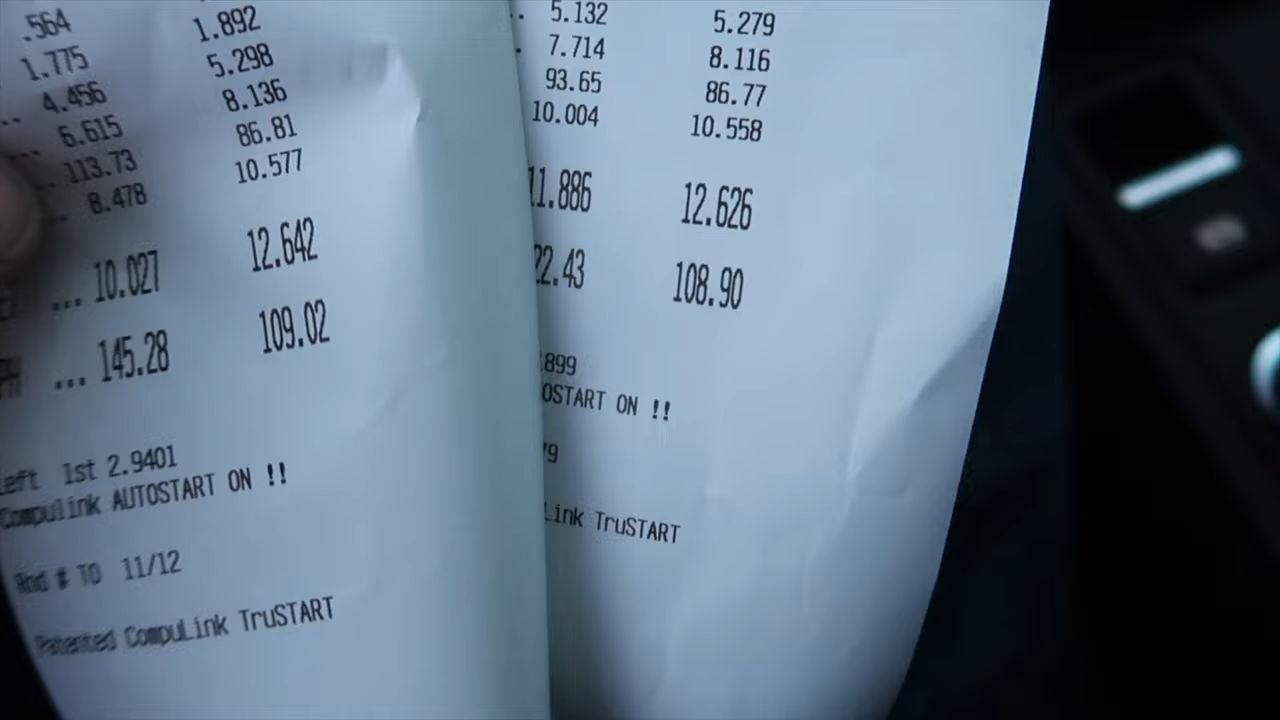 .564 1.892
1.775 5.298
.. 4.456 8.136
... 6.615 86.81
.. 113.73 10.577
.. 8.478
... 10.027 12.642
... 145.28 109.02
Left 1st 2.9401
Compulink AUTOSTART ON !!
Rnd # TO 11/12
Patented CompuLink TruSTART
.. 5.132 5.279
. 7.714 8.116
93.65 86.77
10.004 10.558
11.886 12.626
22.43 108.90
899
OSTART ON !!
79
Link TruSTART